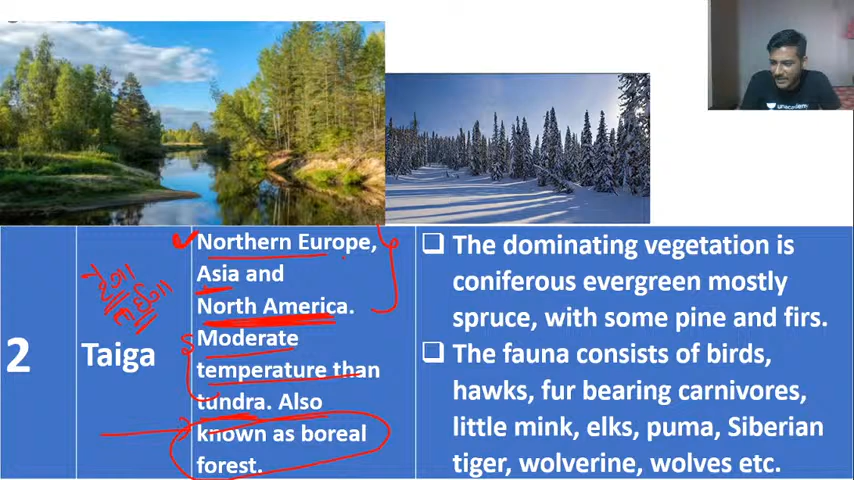 2
Taiga
Northern Europe,
Asia and
North America.
Moderate
temperature than
tundra. Also
known as boreal
forest.
❑ The dominating vegetation is
coniferous evergreen mostly
spruce, with some pine and firs.
❑ The fauna consists of birds,
hawks, fur bearing carnivores,
little mink, elks, puma, Siberian
tiger, wolverine, wolves etc.
unacademy